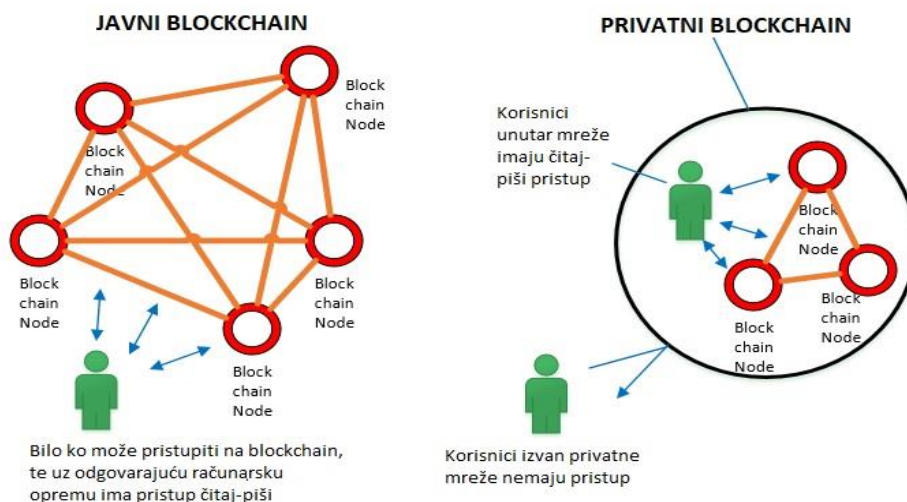 JAVNI BLOCKCHAIN
Block
chain
Node
Block
chain
Node
Block
chain
Node
Block
chain
Node
Block
chain
Node
Bilo ko može pristupiti na blockchain,
te uz odgovarajuću računarsku
opremu ima pristup čitaj-piši
PRIVATNI BLOCKCHAIN
Korisnici
unutar mreže
imaju čitaj-
piši pristup
Block
chain
Node
Block
chain
Node
Block
chain
Node
Korisnici izvan privatne
mreže nemaju pristup